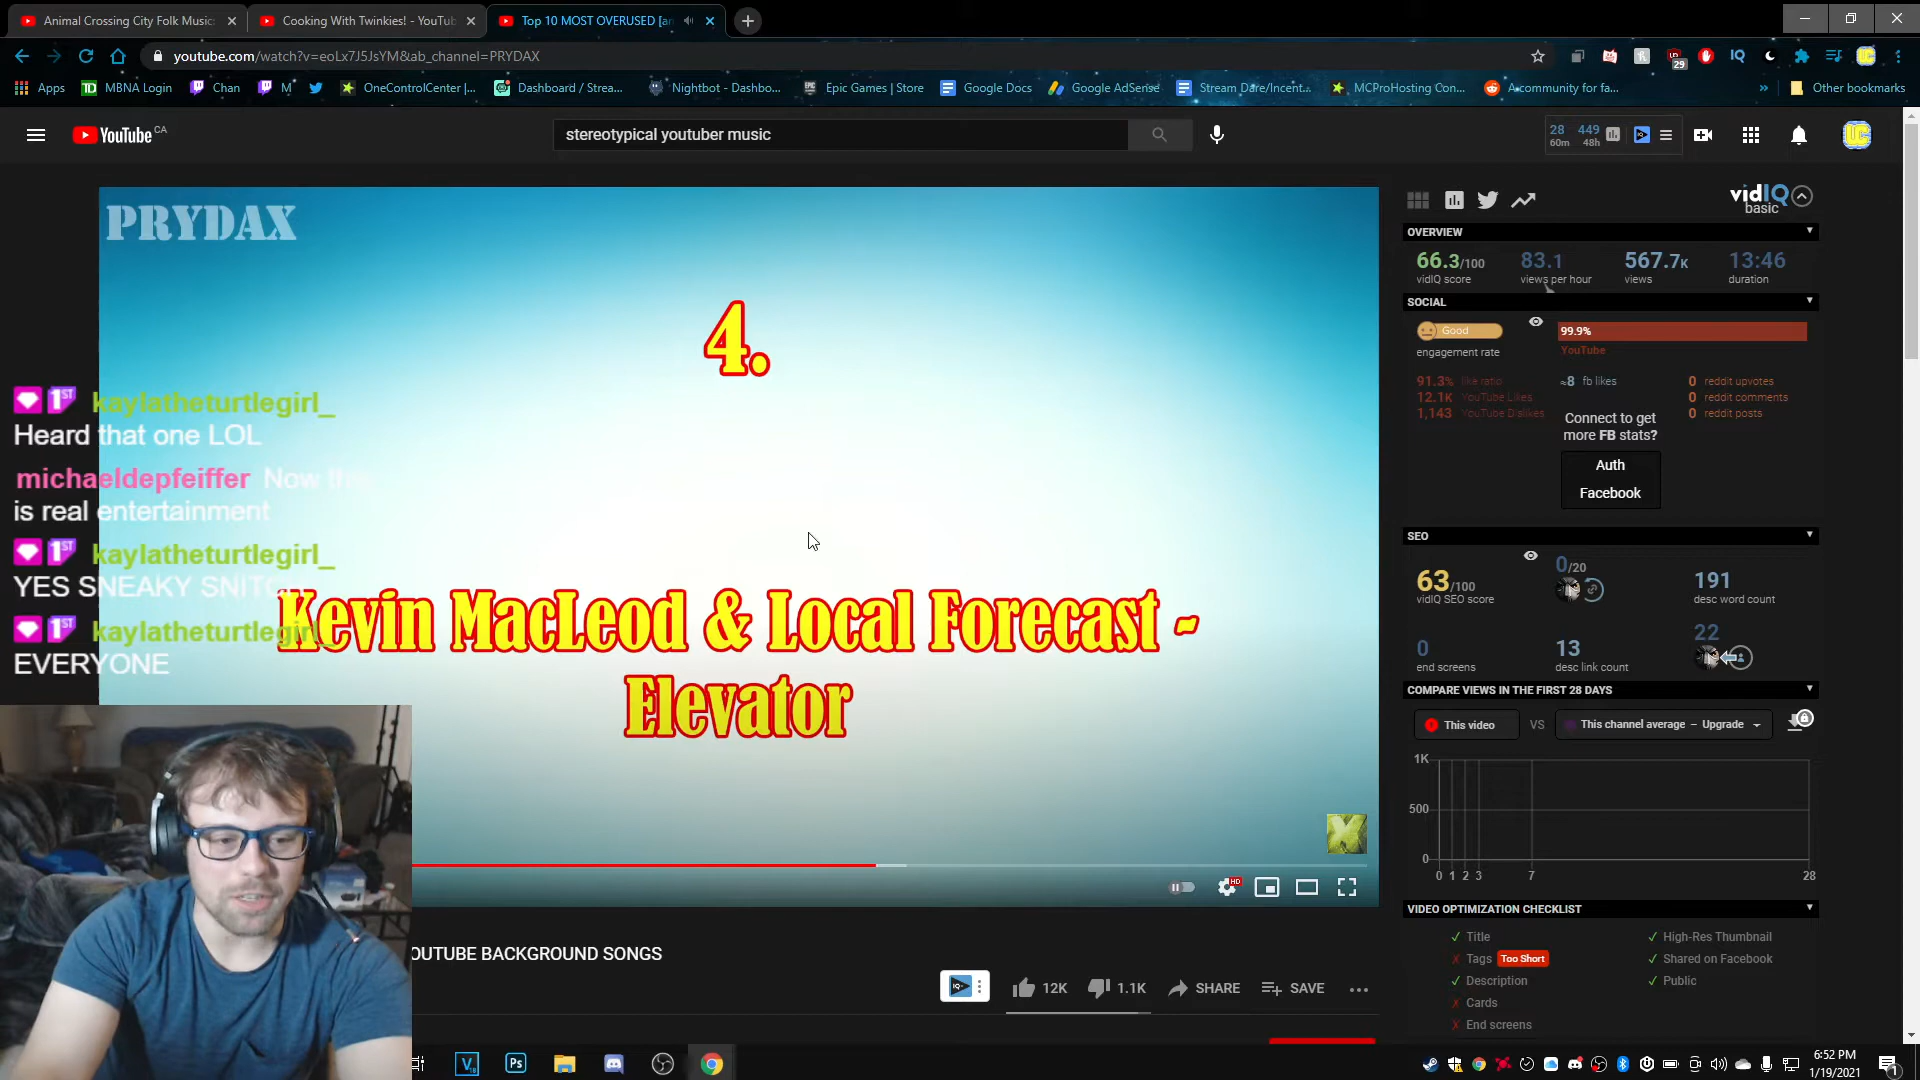 Animal Crossing City Folk Music
Cooking With Twinkies! - YouTub
Top 10 MOST OVERUSED [an
youtube.com/watch?v=eoLx7J5JsYM&ab_channel=PRYDAX
29
IQ
Apps
MBNA Login
Chan
M
OneControlCenter |...
Dashboard / Strea...
Nightbot - Dashbo...
Epic Games | Store
Google Docs
Google AdSense
Stream Dare/Incent...
MCProHosting Con...
A community for fa...
»
Other bookmarks
YouTube CA
stereotypical youtuber music
28 449
60m 48h
PRYDAX
4.
Kevin MacLeod & Local Forecast -
Elevator
kaylatheturtlegirl_
Heard that one LOL
michaeldepfeiffer Now
is real entertainment
kaylatheturtlegirl_
YES SNEAKY SNITCH
kaylatheturtlegirl_
EVERYONE
HD
OUTUBE BACKGROUND SONGS
12K
1.1K
SHARE
SAVE
vidIQ
basic
OVERVIEW
66.3/100 83.1 567.7K 13:46
vidIQ score views per hour views duration
SOCIAL
Good
engagement rate
99.9%
YouTube
91.3% like ratio
12.1K YouTube Likes
1,143 YouTube Dislikes
≈8 fb likes
Connect to get
more FB stats?
Auth
Facebook
0 reddit upvotes
0 reddit comments
0 reddit posts
SEO
63/100
vidIQ SEO score
0/20
191
desc word count
0
end screens
13
desc link count
22
COMPARE VIEWS IN THE FIRST 28 DAYS
This video VS This channel average – Upgrade
1K
500
0
0 1 2 3 7 28
VIDEO OPTIMIZATION CHECKLIST
Title
Tags Too Short
Description
Cards
End screens
High-Res Thumbnail
Shared on Facebook
Public
Ps
6:52 PM
1/19/2021
1